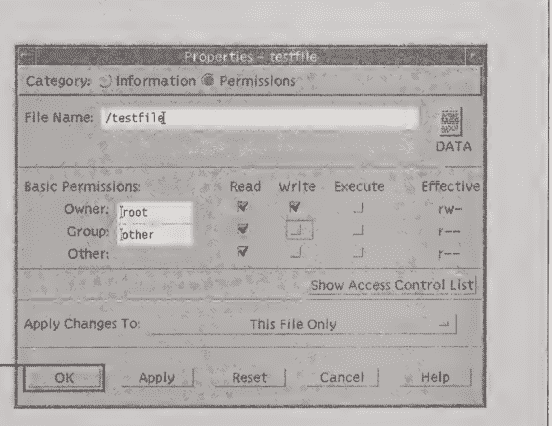 Properties – testfile
Category: Information Permissions
File Name: /testfile
DATA
Basic Permissions: Read Write Execute Effective
Owner: root rw-
Group: other r--
Other: r--
Show Access Control List
Apply Changes To: This File Only
OK Apply Reset Cancel Help